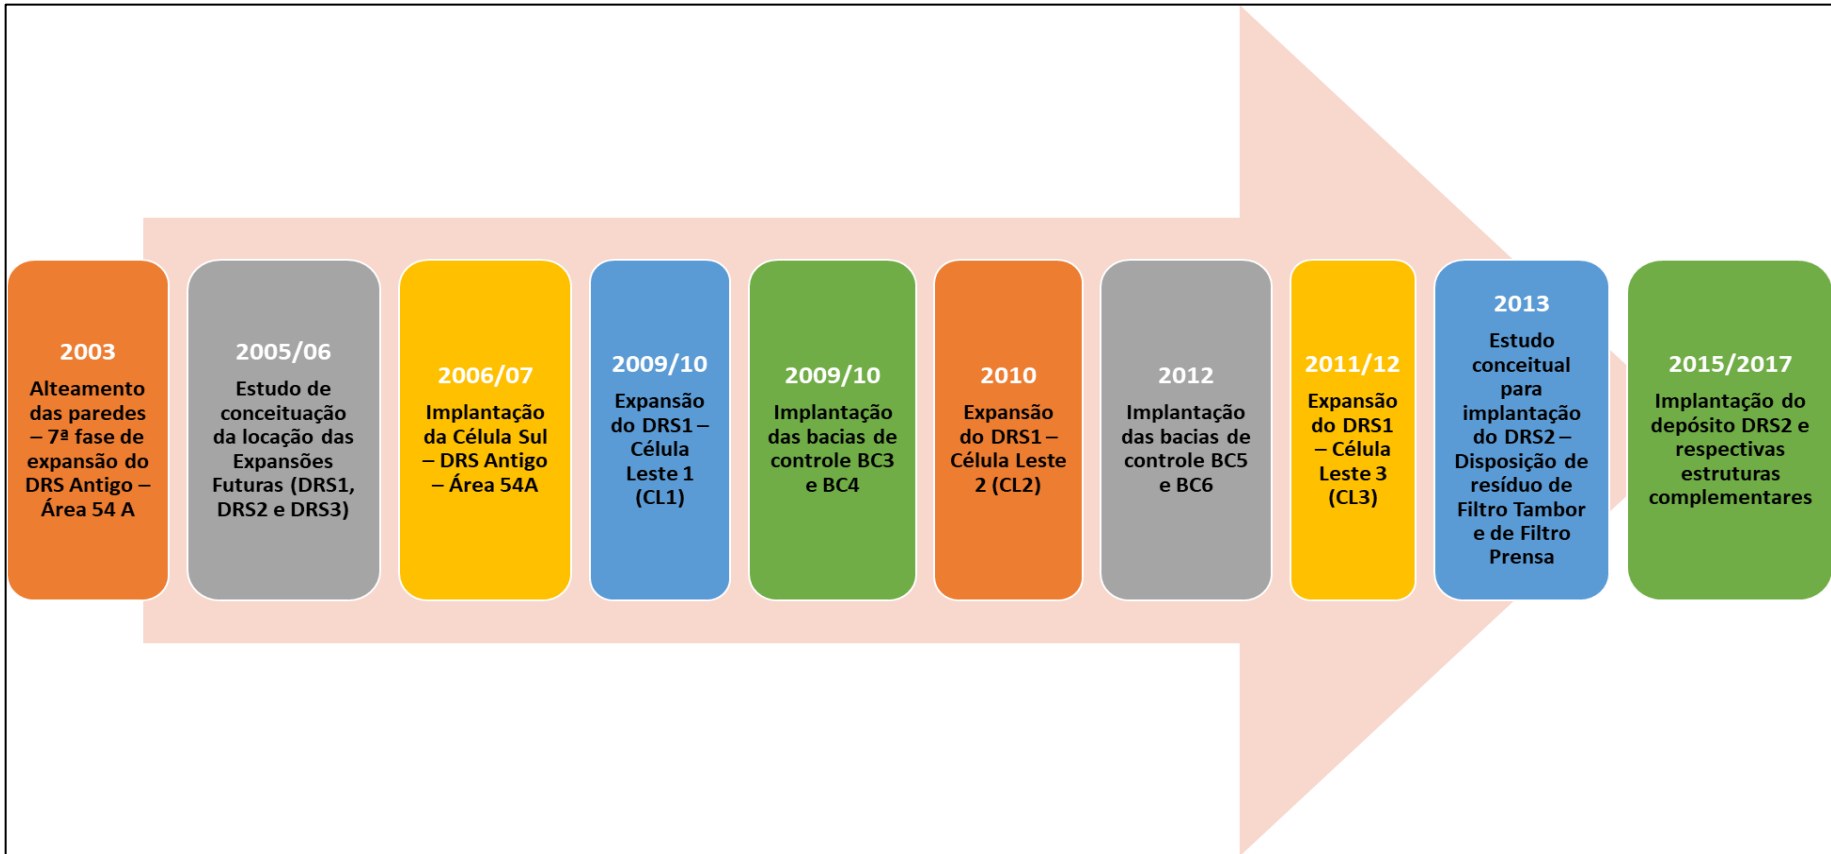 2003
Alteamento
das paredes
– 7ª fase de
expansão do
DRS Antigo –
Área 54 A
2005/06
Estudo de
conceituação
da locação das
Expansões
Futuras (DRS1,
DRS2 e DRS3)
2006/07
Implantação
da Célula Sul
– DRS Antigo
– Área 54A
2009/10
Expansão
do DRS1 –
Célula
Leste 1
(CL1)
2009/10
Implantação
das bacias de
controle BC3
e BC4
2010
Expansão
do DRS1 –
Célula Leste
2 (CL2)
2012
Implantação
das bacias de
controle BC5
e BC6
2011/12
Expansão
do DRS1
– Célula
Leste 3
(CL3)
2013
Estudo
conceitual
para
implantação
do DRS2 –
Disposição de
resíduo de
Filtro Tambor
e de Filtro
Prensa
2015/2017
Implantação do
depósito DRS2 e
respectivas
estruturas
complementares